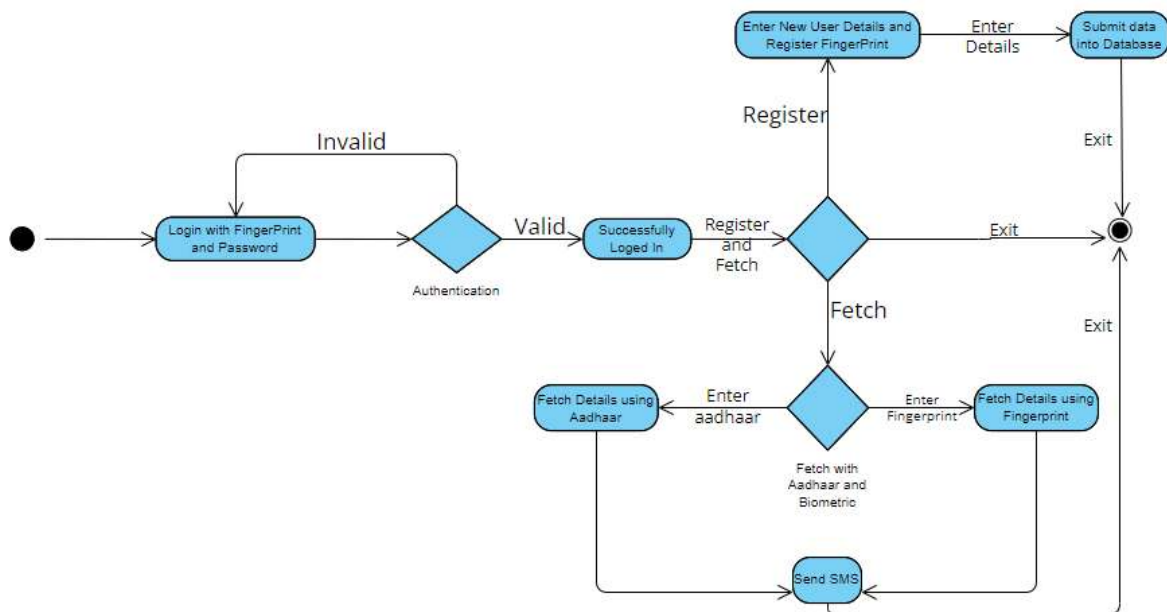 Enter New User Details and
Register FingerPrint
Enter
Details
Submit data
into Database
Register
Exit
Invalid
Login with FingerPrint
and Password
Authentication
Valid
Successfully
Loged In
Register
and
Fetch
Exit
Fetch
Exit
Fetch Details using
Aadhaar
Enter
aadhaar
Enter
Fingerprint
Fetch Details using
Fingerprint
Fetch with
Aadhaar and
Biometric
Send SMS